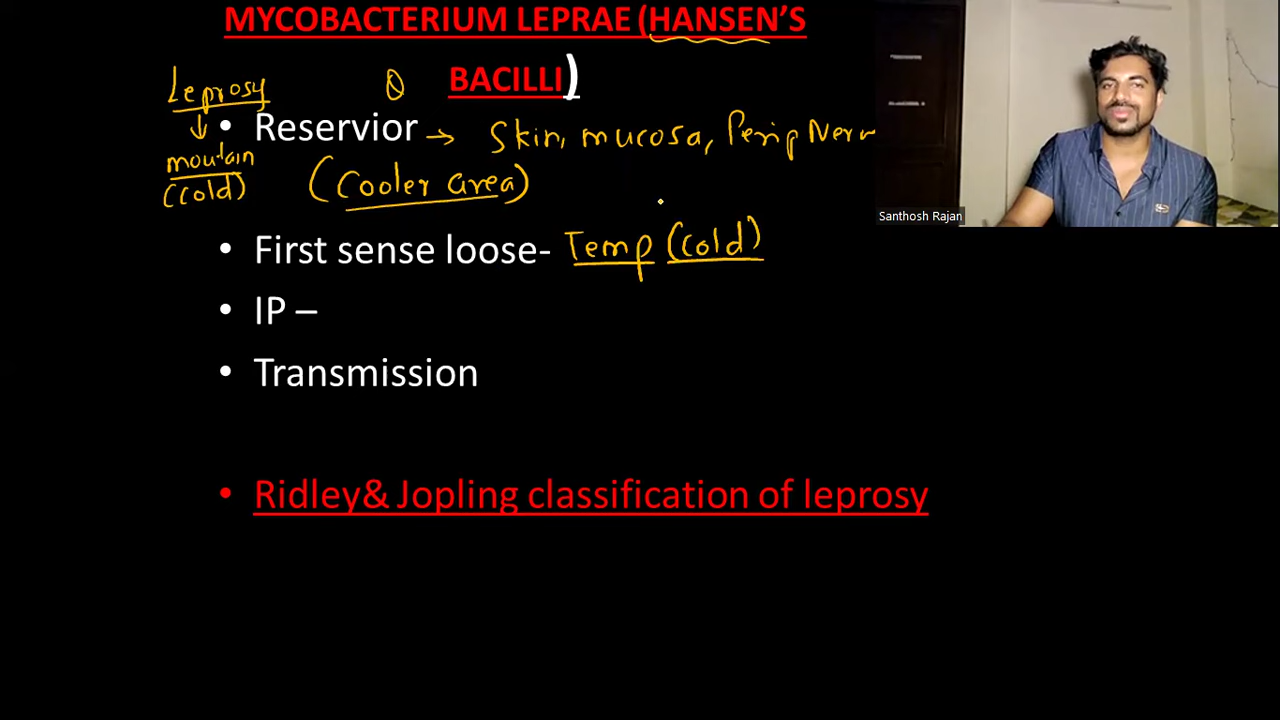 MYCOBACTERIUM LEPRAE (HANSEN'S
BACILLI)
Leprosy
↓
moutain
(cold)
• Reservior → Skin, mucosa, Perip Nerv
(Cooler area)
• First sense loose- Temp (cold)
• IP –
• Transmission
• Ridley& Jopling classification of leprosy
Santhosh Rajan